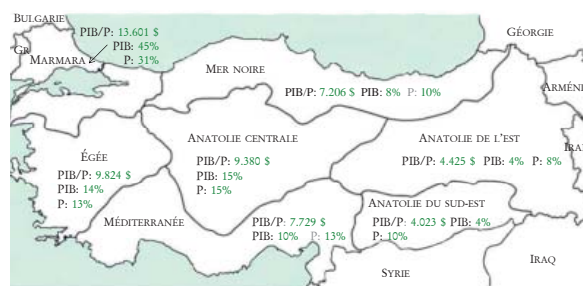 BULGARIE
PIB/P: 13.601 $
PIB: 45%
P: 31%
GR
MARMARA
GÉORGIE
MER NOIRE
PIB/P: 7.206 $ PIB: 8% P: 10%
ARMÉNI
ÉGÉE
PIB/P: 9.824 $
PIB: 14%
P: 13%
ANATOLIE CENTRALE
PIB/P: 9.380 $
PIB: 15%
P: 15%
ANATOLIE DE L'EST
PIB/P: 4.425 $ PIB: 4% P: 8%
IRA
MÉDITERRANÉE
PIB/P: 7.729 $
PIB: 10% P: 13%
ANATOLIE DU SUD-EST
PIB/P: 4.023 $ PIB: 4%
P: 10%
SYRIE
IRAQ